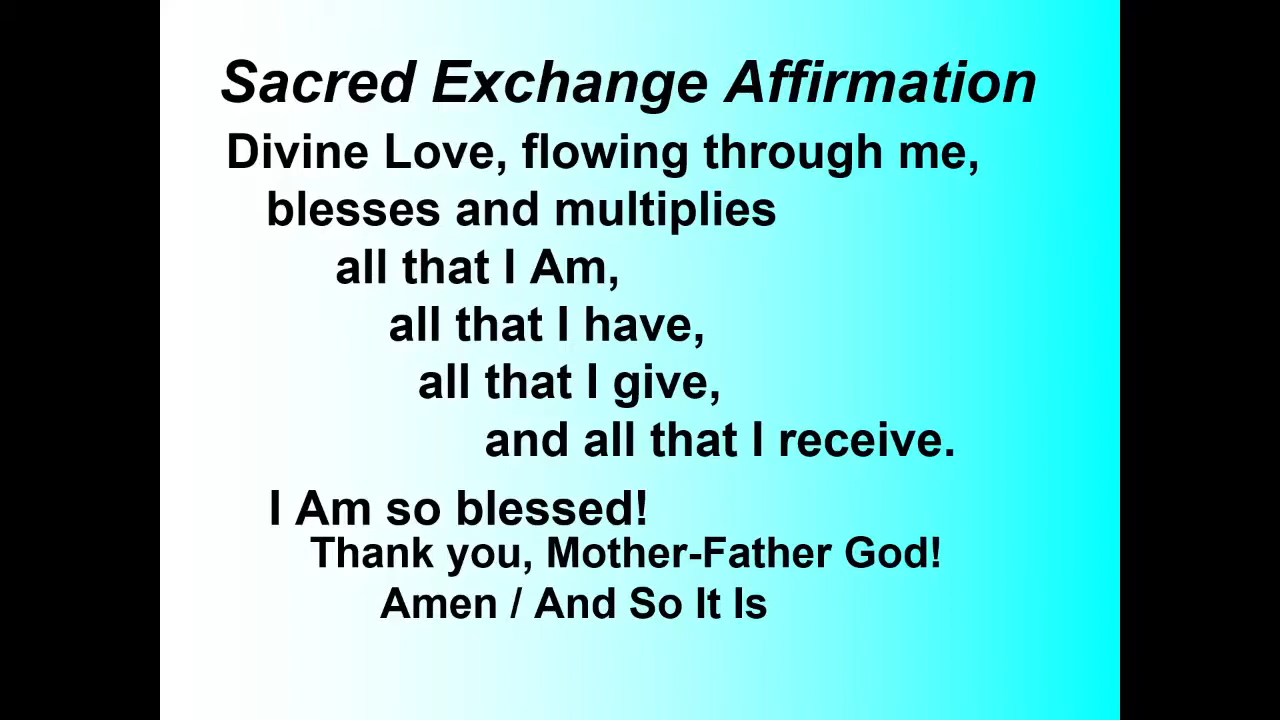 Sacred Exchange Affirmation
Divine Love, flowing through me,
blesses and multiplies
all that I Am,
all that I have,
all that I give,
and all that I receive.
I Am so blessed!
Thank you, Mother-Father God!
Amen / And So It Is